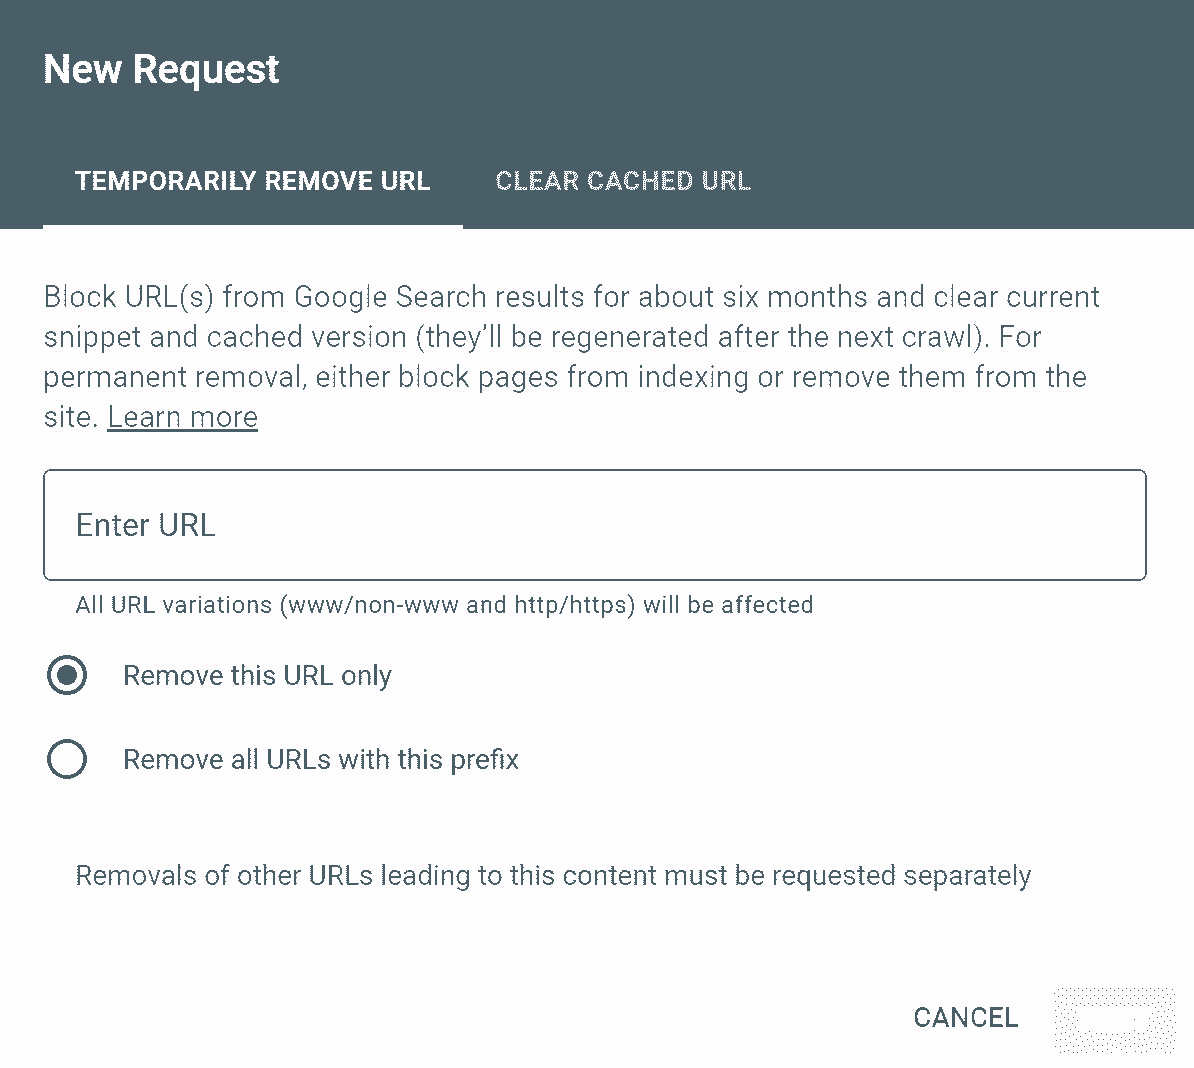 New Request
TEMPORARILY REMOVE URL CLEAR CACHED URL
Block URL(s) from Google Search results for about six months and clear current
snippet and cached version (they’ll be regenerated after the next crawl). For
permanent removal, either block pages from indexing or remove them from the
site. Learn more
Enter URL
All URL variations (www/non-www and http/https) will be affected
Remove this URL only
Remove all URLs with this prefix
Removals of other URLs leading to this content must be requested separately
CANCEL